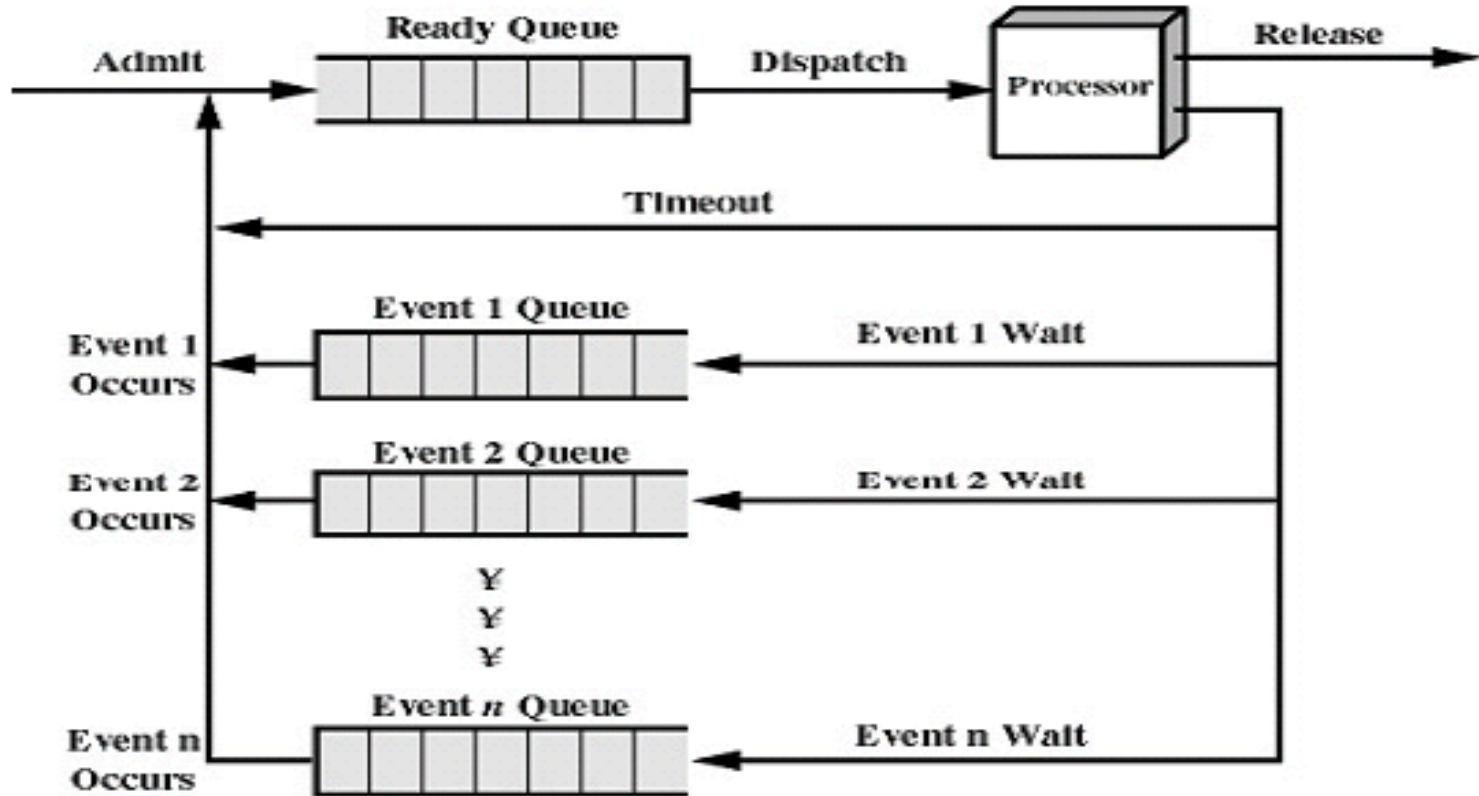 Ready Queue
Admit
Dispatch
Release
Processor
Timeout
Event 1 Queue
Event 1
Occurs
Event 1 Wait
Event 2 Queue
Event 2
Occurs
Event 2 Wait
¥
¥
¥
Event n Queue
Event n
Occurs
Event n Wait